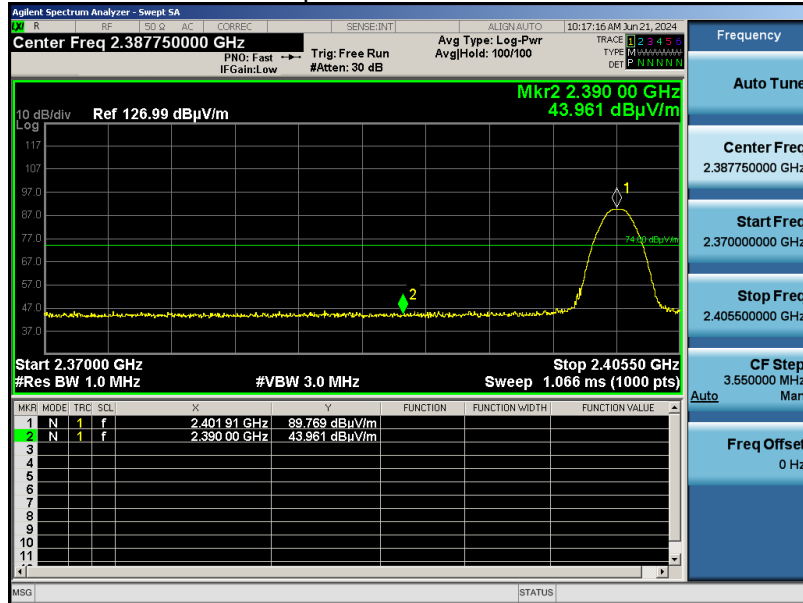 Agilent Spectrum Analyzer - Swept SA
R RF 50 Ω AC CORREC SENSE:INT ALIGN AUTO 10:17:16 AM Jun 21, 2024
Center Freq 2.387750000 GHz
PNO: Fast
IFGain:Low
Trig: Free Run
#Atten: 30 dB
Avg Type: Log-Pwr
Avg|Hold: 100/100
TRACE 1 2 3 4 5 6
TYPE M
DET P N N N N N
Mkr2 2.390 00 GHz
43.961 dBµV/m
10 dB/div
Log
Ref 126.99 dBµV/m
117
107
97.0
87.0
77.0
67.0
57.0
47.0
37.0
1
2
74.00 dBµV/m
Start 2.37000 GHz
Stop 2.40550 GHz
#Res BW 1.0 MHz
#VBW 3.0 MHz
Sweep 1.066 ms (1000 pts)
MKR MODE TRC SCL X Y FUNCTION FUNCTION WIDTH FUNCTION VALUE
1 N 1 f 2.401 91 GHz 89.769 dBµV/m
2 N 1 f 2.390 00 GHz 43.961 dBµV/m
3
4
5
6
7
8
9
10
11
MSG
STATUS
Frequency
Auto Tune
Center Freq
2.387750000 GHz
Start Freq
2.370000000 GHz
Stop Freq
2.405500000 GHz
CF Step
3.550000 MHz
Auto Man
Freq Offset
0 Hz